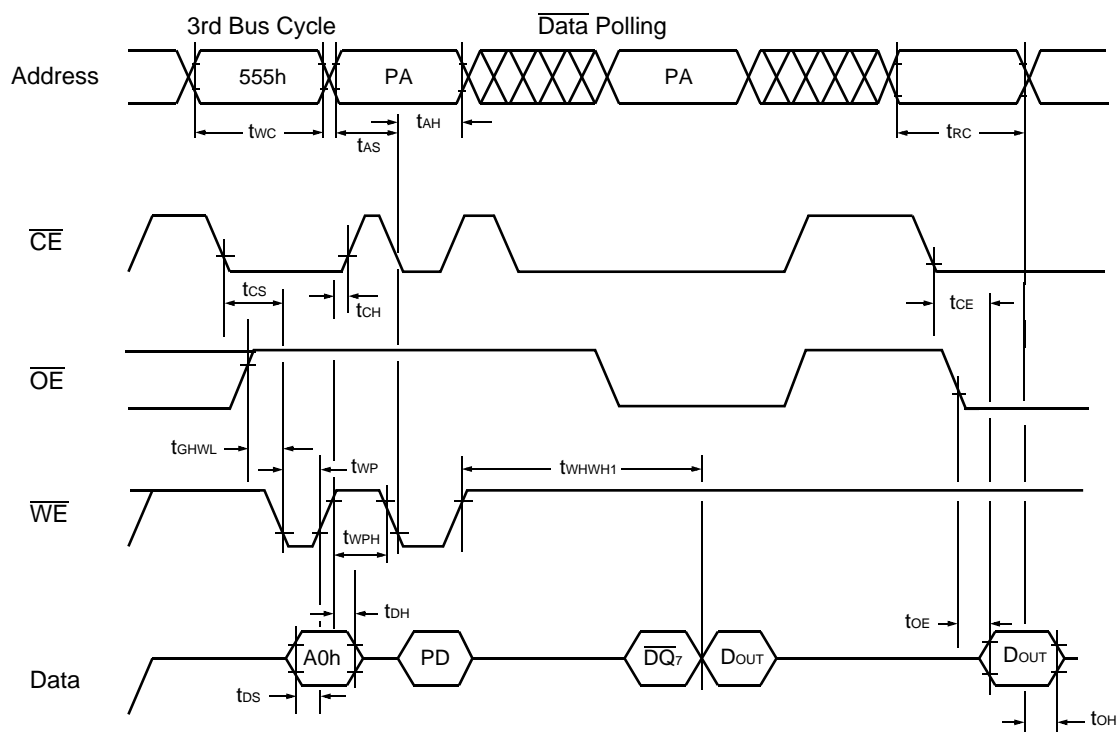 3rd Bus Cycle
Data Polling
Address
555h
PA
PA
tWC
tAS
tAH
tRC
CE
tCS
tCH
tCE
OE
tGHWL
tWP
tWHWH1
WE
tWPH
tDH
tOE
Data
A0h
PD
DQ7
DOUT
DOUT
tDS
tOH